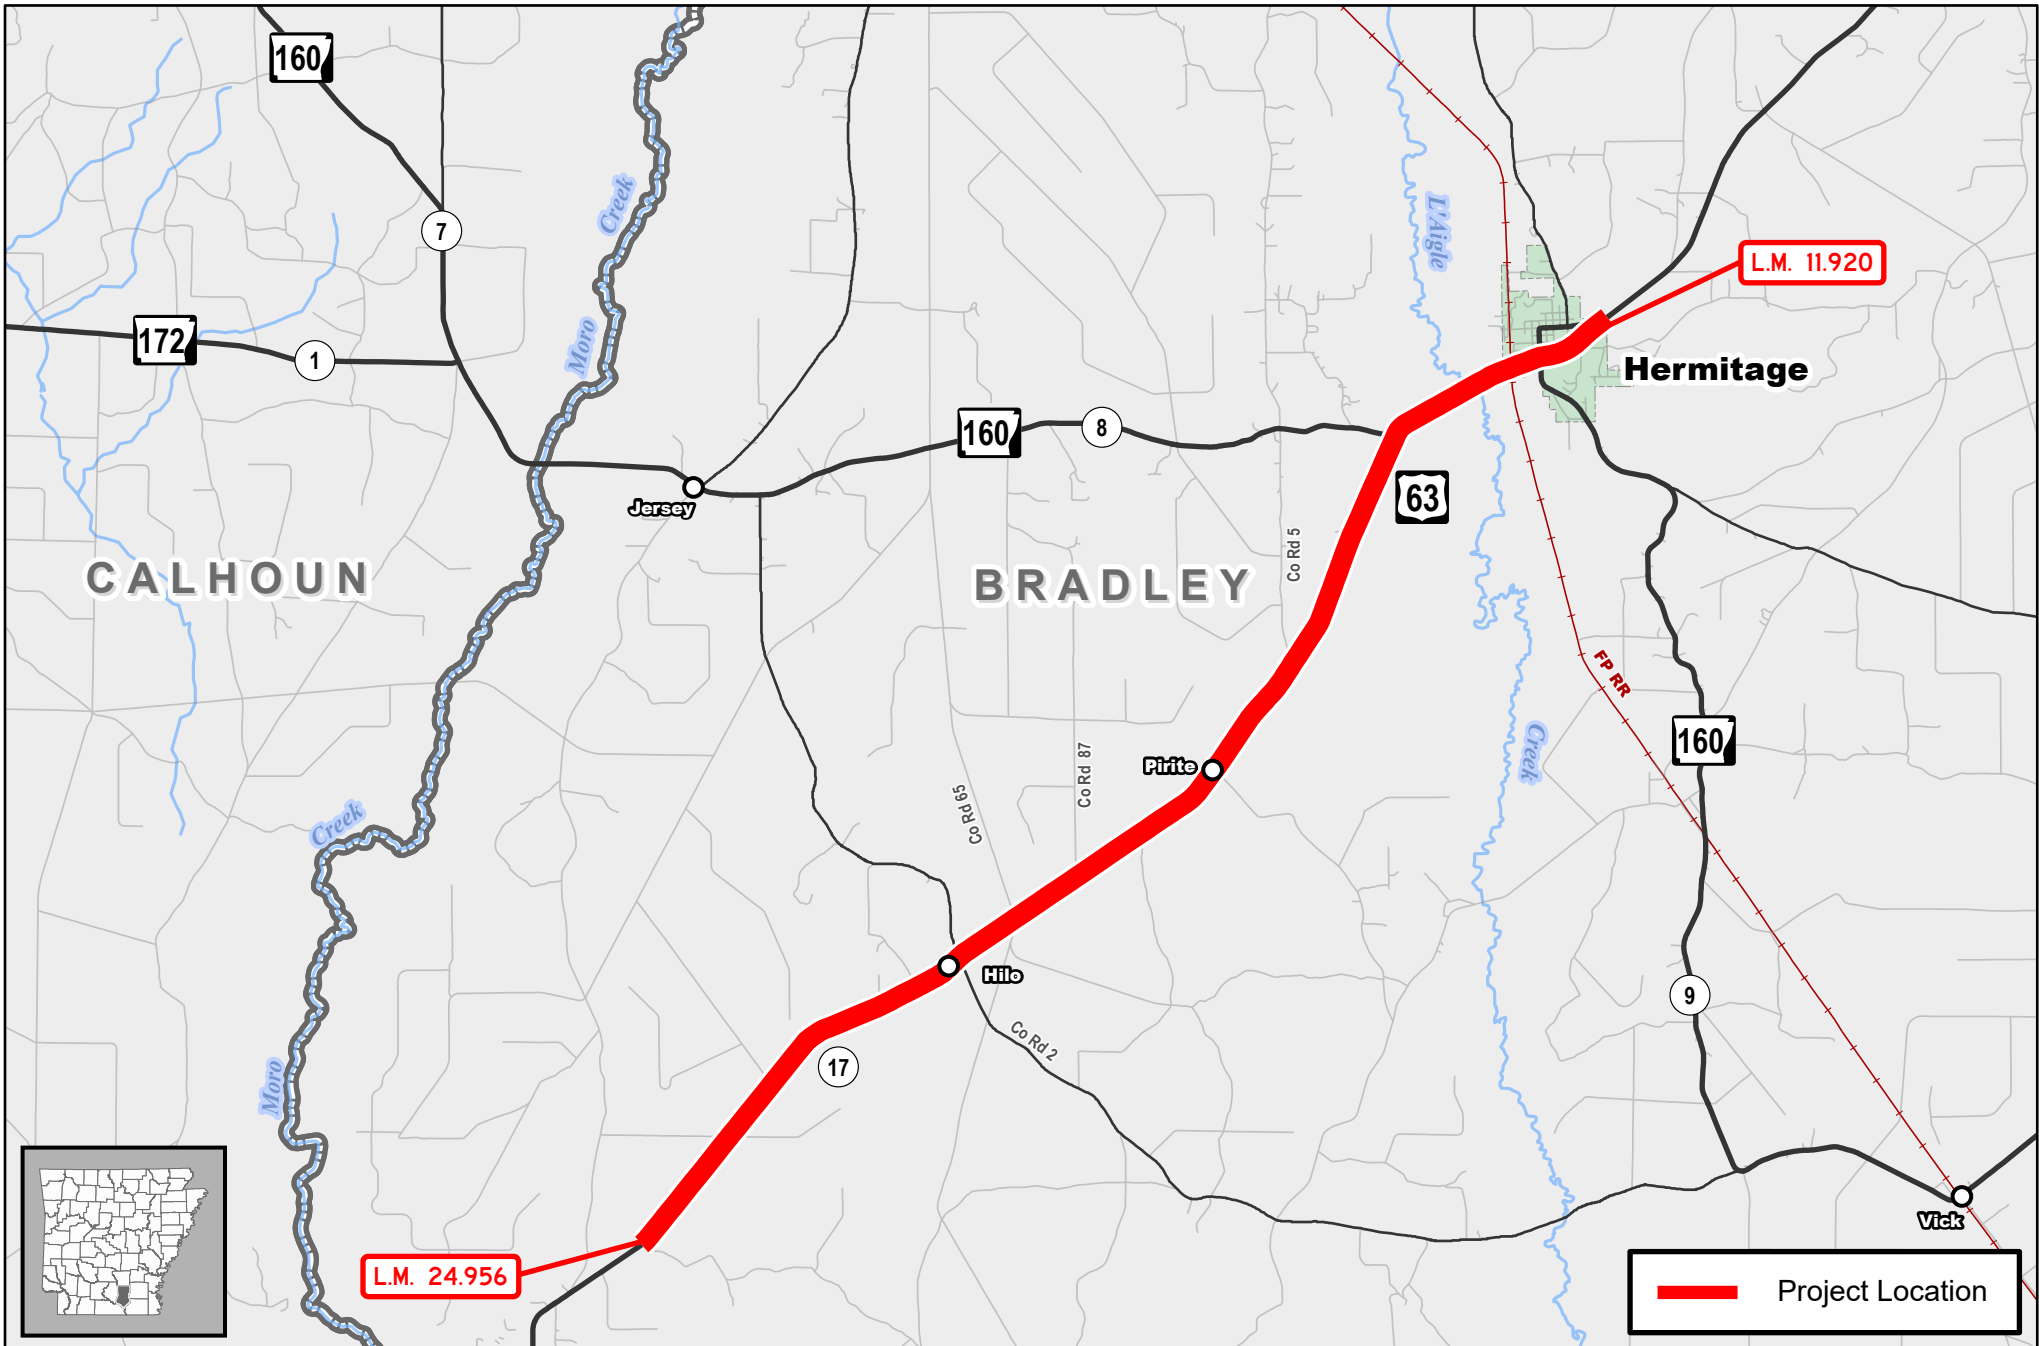 160
7
Creek
L'Aigle
L.M. 11.920
172
1
Moro
Hermitage
160
8
Jersey
63
CALHOUN
BRADLEY
Co Rd 5
FP RR
160
Creek
Pirite
Co Rd 87
Co Rd 65
Creek
Hilo
9
Co Rd 2
17
Moro
Vick
L.M. 24.956
Project Location